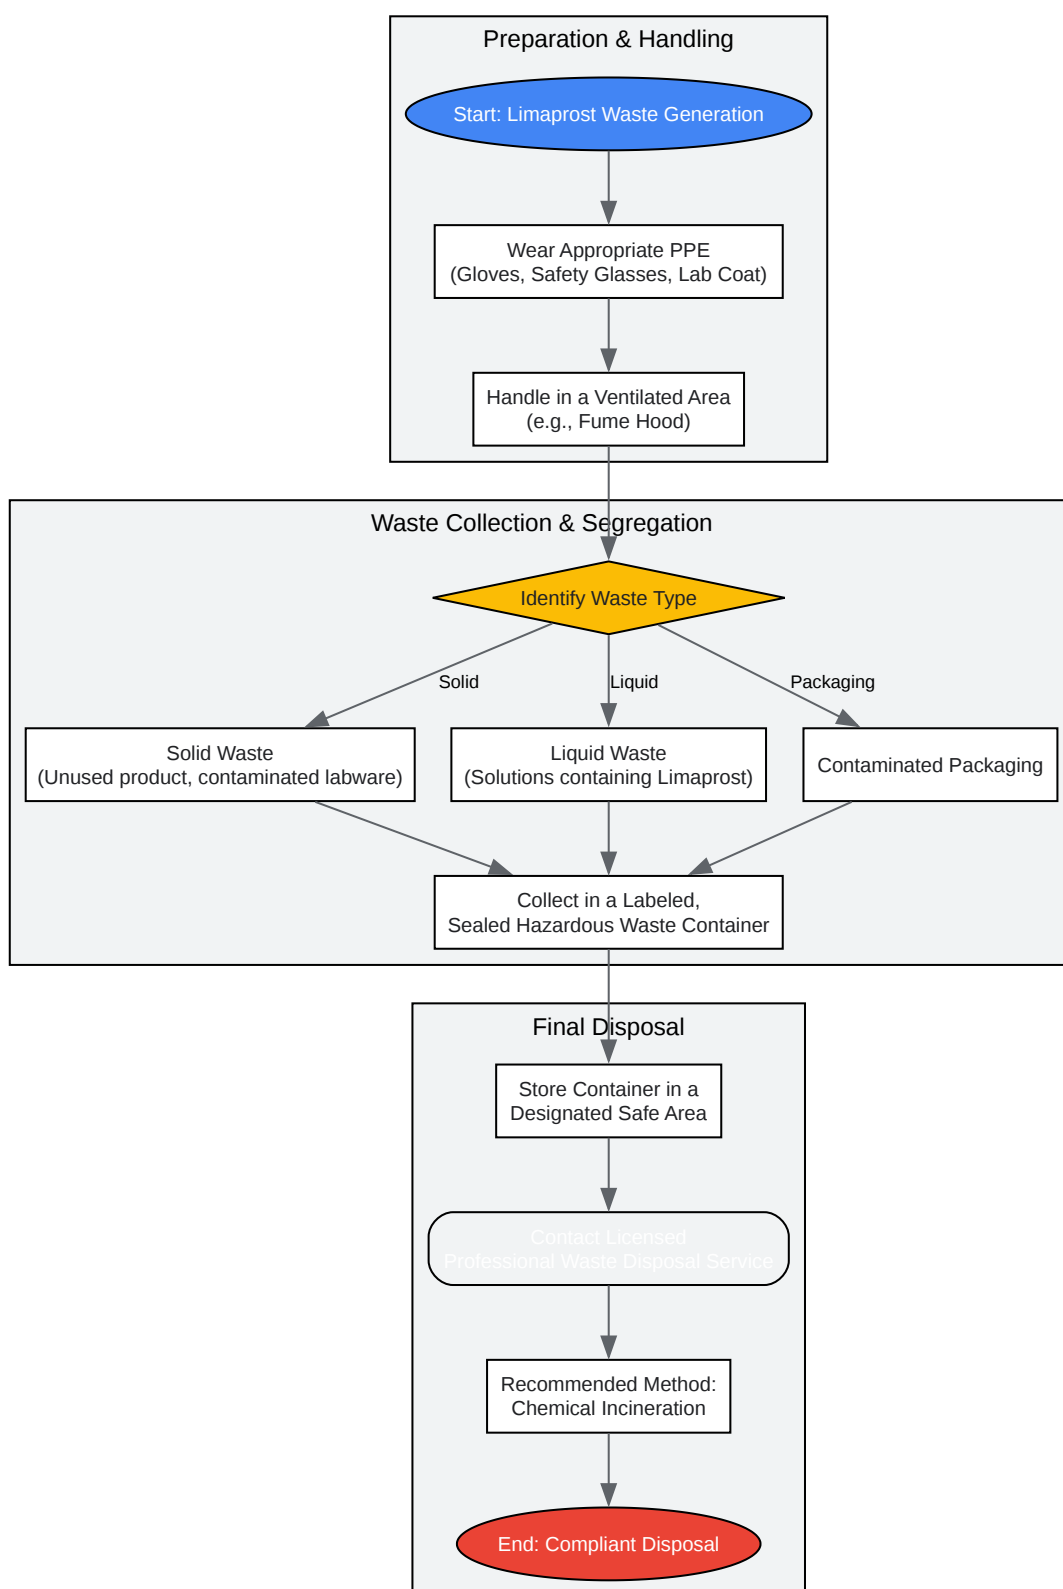 Preparation & Handling
Start: Limaprost Waste Generation
Wear Appropriate PPE
(Gloves, Safety Glasses, Lab Coat)
Handle in a Ventilated Area
(e.g., Fume Hood)
Waste Collection & Segregation
Identify Waste Type
Solid
Liquid
Packaging
Solid Waste
(Unused product, contaminated labware)
Liquid Waste
(Solutions containing Limaprost)
Contaminated Packaging
Collect in a Labeled,
Sealed Hazardous Waste Container
Final Disposal
Store Container in a
Designated Safe Area
Contact Licensed
Professional Waste Disposal Service
Recommended Method:
Chemical Incineration
End: Compliant Disposal